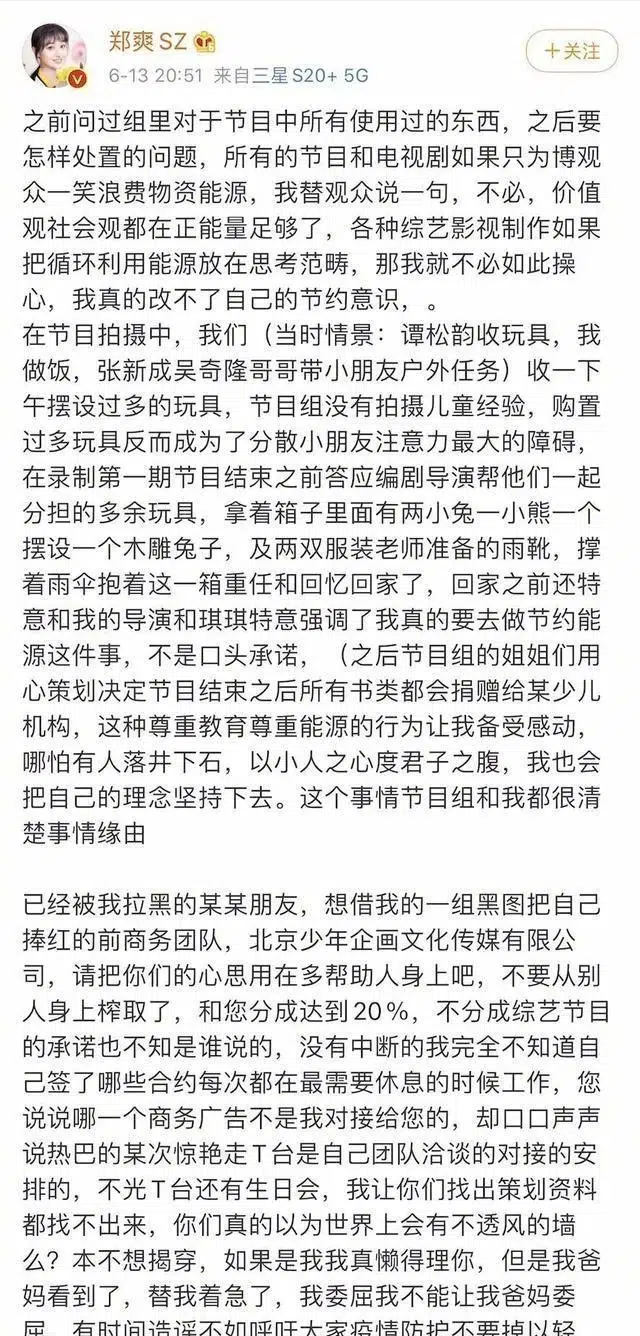 郑爽SZ
6-13 20:51 来自三星S20+ 5G
+关注
之前问过组里对于节目中所有使用过的东西，之后要
怎样处置的问题，所有的节目和电视剧如果只为博观
众一笑浪费物资能源，我替观众说一句，不必，价值
观社会观都在正能量足够了，各种综艺影视制作如果
把循环利用能源放在思考范畴，那我就不必如此操
心，我真的改不了自己的节约意识，。
在节目拍摄中，我们（当时情景：谭松韵收玩具，我
做饭，张新成吴奇隆哥哥带小朋友户外任务）收一下
午摆设过多的玩具，节目组没有拍摄儿童经验，购置
过多玩具反而成为了分散小朋友注意力最大的障碍，
在录制第一期节目结束之前答应编剧导演帮他们一起
分担的多余玩具，拿着箱子里面有两小兔一小熊一个
摆设一个木雕兔子，及两双服装老师准备的雨靴，撑
着雨伞抱着这一箱重任和回忆回家了，回家之前还特
意和我的导演和琪琪特意强调了我真的要去做节约能
源这件事，不是口头承诺，（之后节目组的姐姐们用
心策划决定节目结束之后所有书类都会捐赠给某少儿
机构，这种尊重教育尊重能源的行为让我备受感动，
哪怕有人落井下石，以小人之心度君子之腹，我也会
把自己的理念坚持下去。这个事情节目组和我都很清
楚事情缘由
已经被我拉黑的某某朋友，想借我的一组黑图把自己
捧红的前商务团队，北京少年企画文化传媒有限公
司，请把你们的心思用在多帮助人身上吧，不要从别
人身上榨取了，和您分成达到20%，不分成综艺节目
的承诺也不知是谁说的，没有中断的我完全不知道自
己签了哪些合约每次都在最需要休息的时候工作，您
说说哪一个商务广告不是我对接给您的，却口口声声
说热巴的某次惊艳走T台是自己团队洽谈的对接的安
排的，不光T台还有生日会，我让你们找出策划资料
都找不出来，你们真的以为世界上会有不透风的墙
么？本不想揭穿，如果是我我真懒得理你，但是我爸
妈看到了，替我着急了，我委屈我不能让我爸妈委
屈，有时间造谣不如呼吁大家疫情防护不要掉以轻